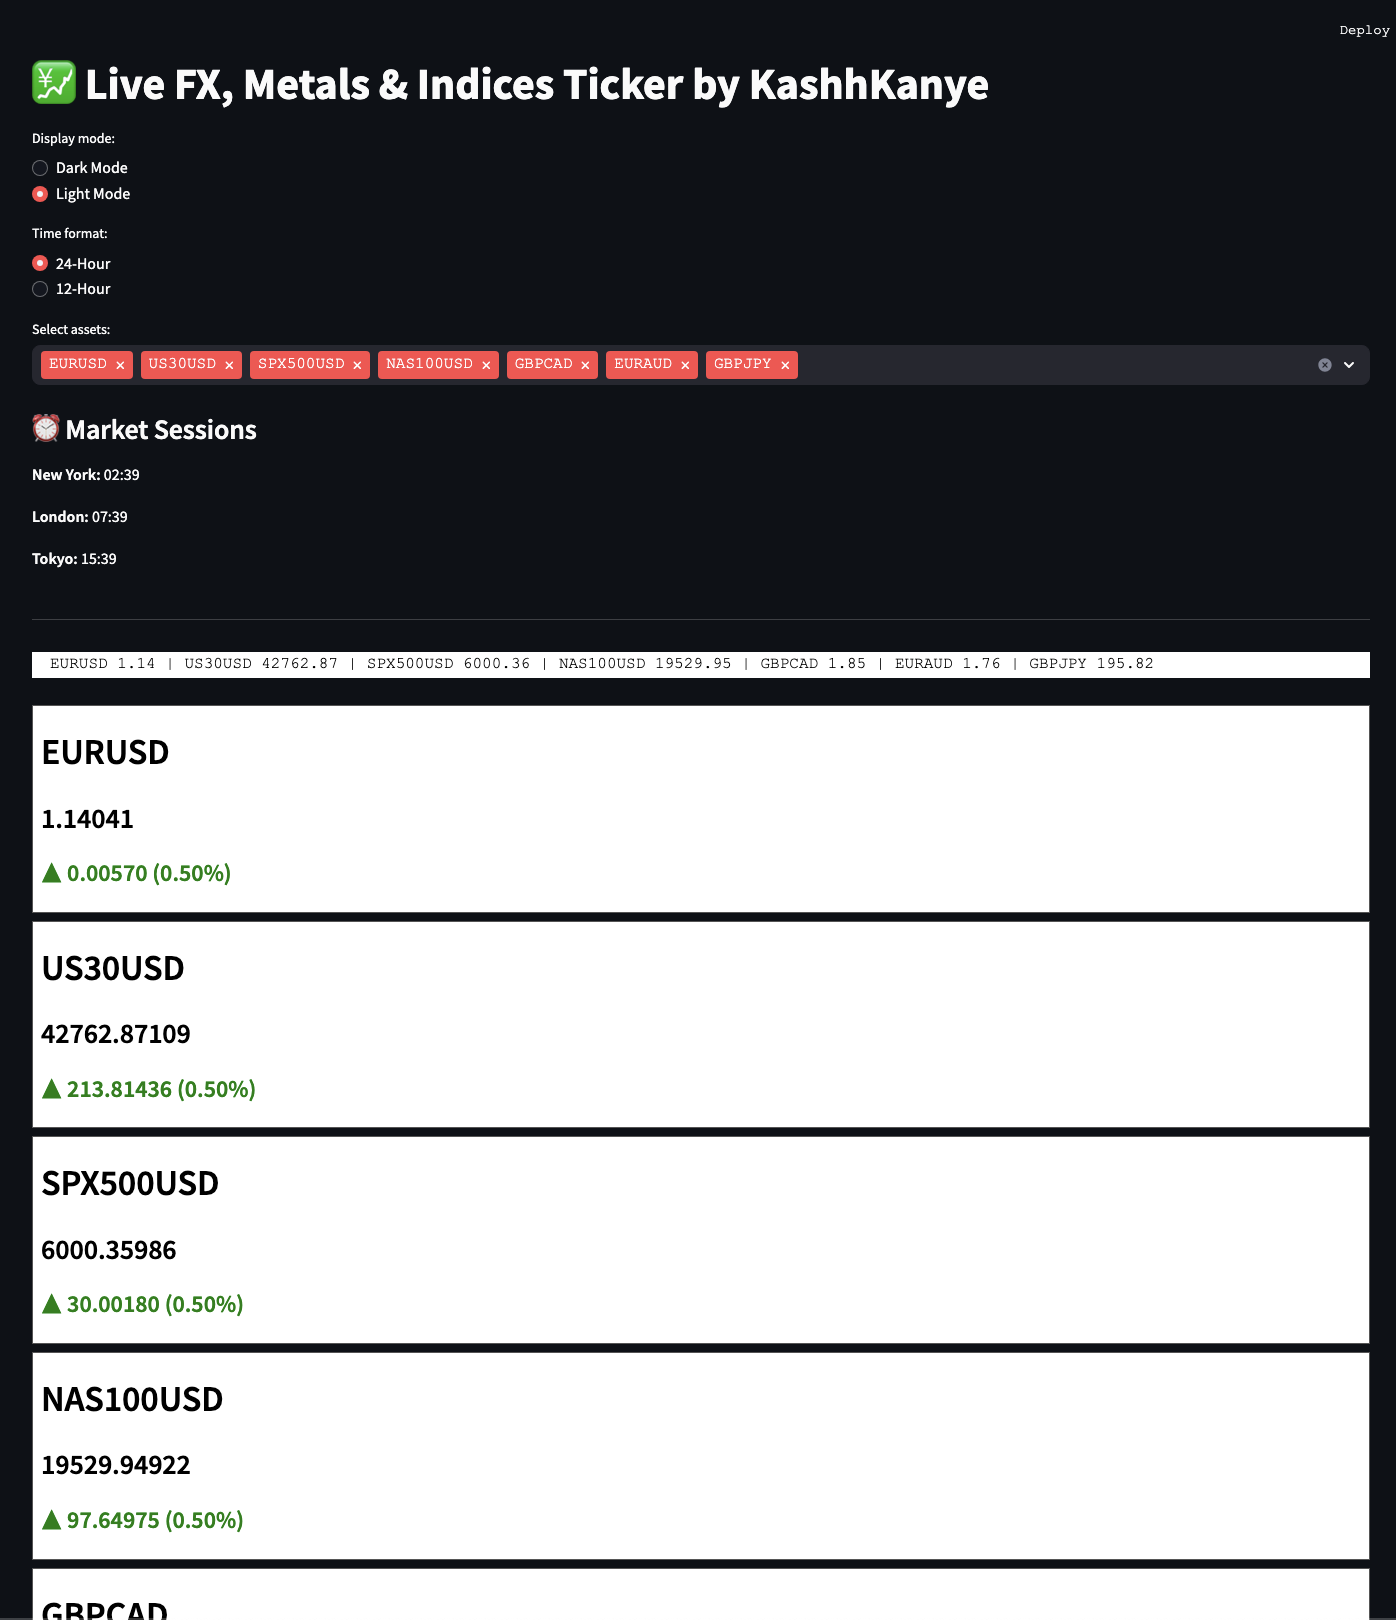 Deploy
Live FX, Metals & Indices Ticker by KashhKanye
Display mode:
Dark Mode
Light Mode
Time format:
24-Hour
12-Hour
Select assets:
EURUSD × US30USD × SPX500USD × NAS100USD × GBPCAD × EURAUD × GBPJPY ×
Market Sessions
New York: 02:39
London: 07:39
Tokyo: 15:39
EURUSD 1.14 | US30USD 42762.87 | SPX500USD 6000.36 | NAS100USD 19529.95 | GBPCAD 1.85 | EURAUD 1.76 | GBPJPY 195.82
EURUSD
1.14041
▲ 0.00570 (0.50%)
US30USD
42762.87109
▲ 213.81436 (0.50%)
SPX500USD
6000.35986
▲ 30.00180 (0.50%)
NAS100USD
19529.94922
▲ 97.64975 (0.50%)
GBPCAD